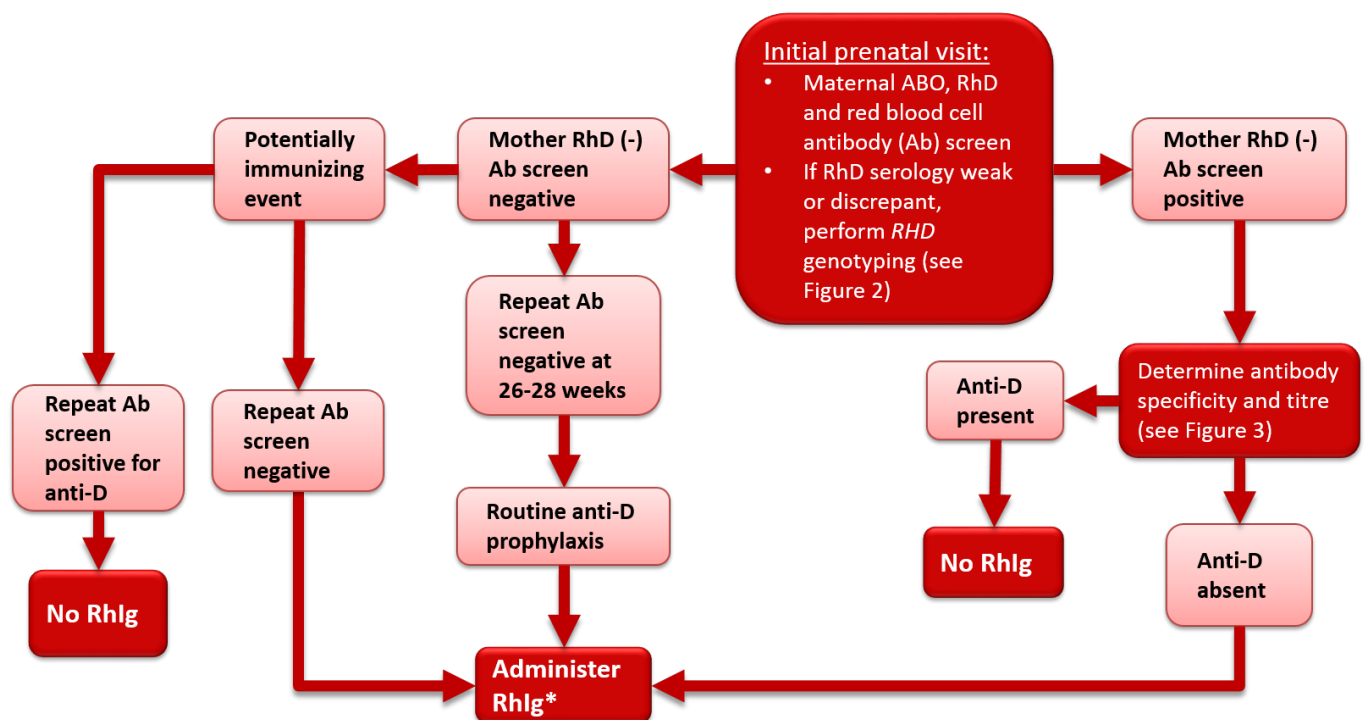 Initial prenatal visit:
• Maternal ABO, RhD
and red blood cell
antibody (Ab) screen
• If RhD serology weak
or discrepant,
perform RHD
genotyping (see
Figure 2)
Potentially
immunizing
event
Mother RhD (-)
Ab screen
negative
Mother RhD (-)
Ab screen
positive
Repeat Ab
screen
negative at
26-28 weeks
Repeat Ab
screen
positive for
anti-D
Repeat Ab
screen
negative
Anti-D
present
Determine antibody
specificity and titre
(see Figure 3)
Routine anti-D
prophylaxis
No RhIg
No RhIg
Anti-D
absent
Administer
RhIg*